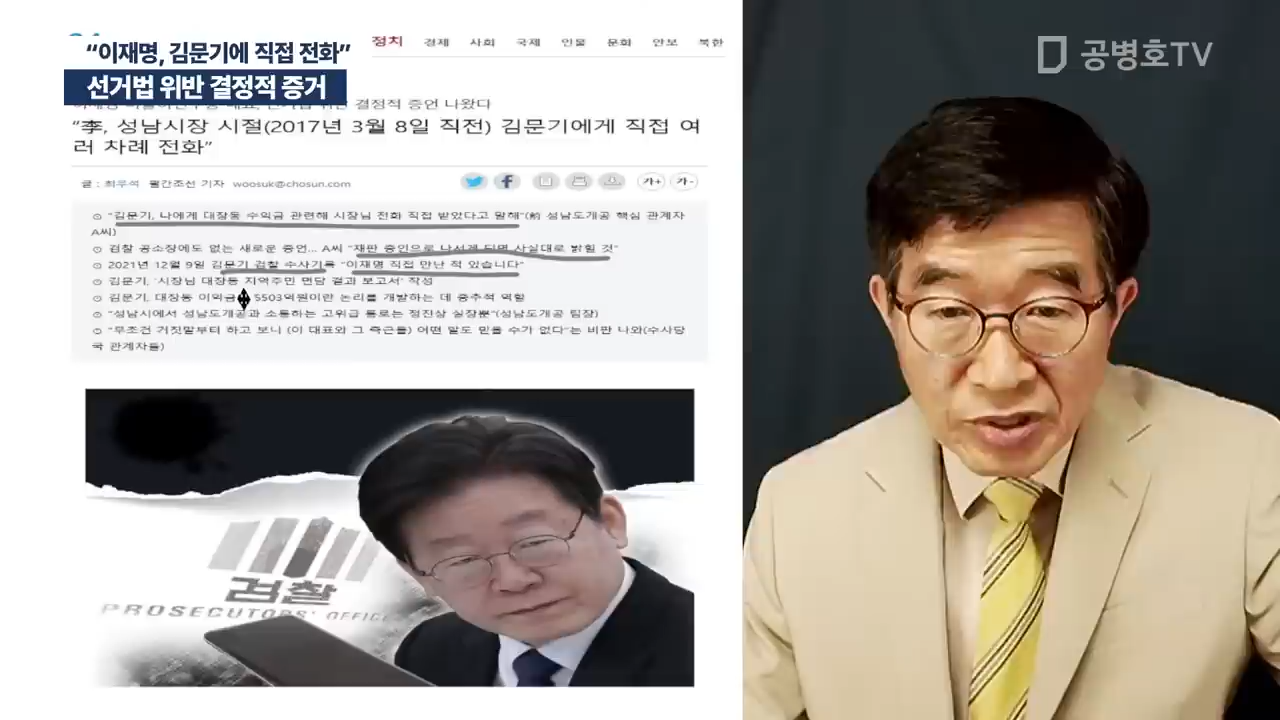 "이재명, 김문기에 직접 전화"
선거법 위반 결정적 증거
정치 경제 사회 국제 인물 문화 안보 북한
공병호TV
결정적 증언 나왔다
"李, 성남시장 시절(2017년 3월 8일 직전) 김문기에게 직접 여
러 차례 전화"
글 : 최우석 월간조선 기자 woosuk@chosun.com
가+ 가-
⊙ "김문기, 나에게 대장동 수익금 관련해 시장님 전화 직접 받았다고 말해"(前 성남도개공 핵심 관계자
A씨)
⊙ 검찰 공소장에도 없는 새로운 증언... A씨 "재판 증인으로 나서게 되면 사실대로 밝힐 것"
⊙ 2021년 12월 9일 김문기 검찰 수사기록 "이재명 직접 만난 적 있습니다"
⊙ 김문기, '시장님 대장동 지역주민 면담 결과 보고서' 작성
⊙ 김문기, 대장동 이익금 5503억원이란 논리를 개발하는 데 중추적 역할
⊙ "성남시에서 성남도개공과 소통하는 고위급 통로는 정진상 실장뿐"(성남도개공 팀장)
⊙ "무조건 거짓말부터 하고 보니 (이 대표와 그 측근들) 어떤 말도 믿을 수가 없다"는 비판 나와(수사당
국 관계자들)
검찰
PROSECUTORS' OFFICE